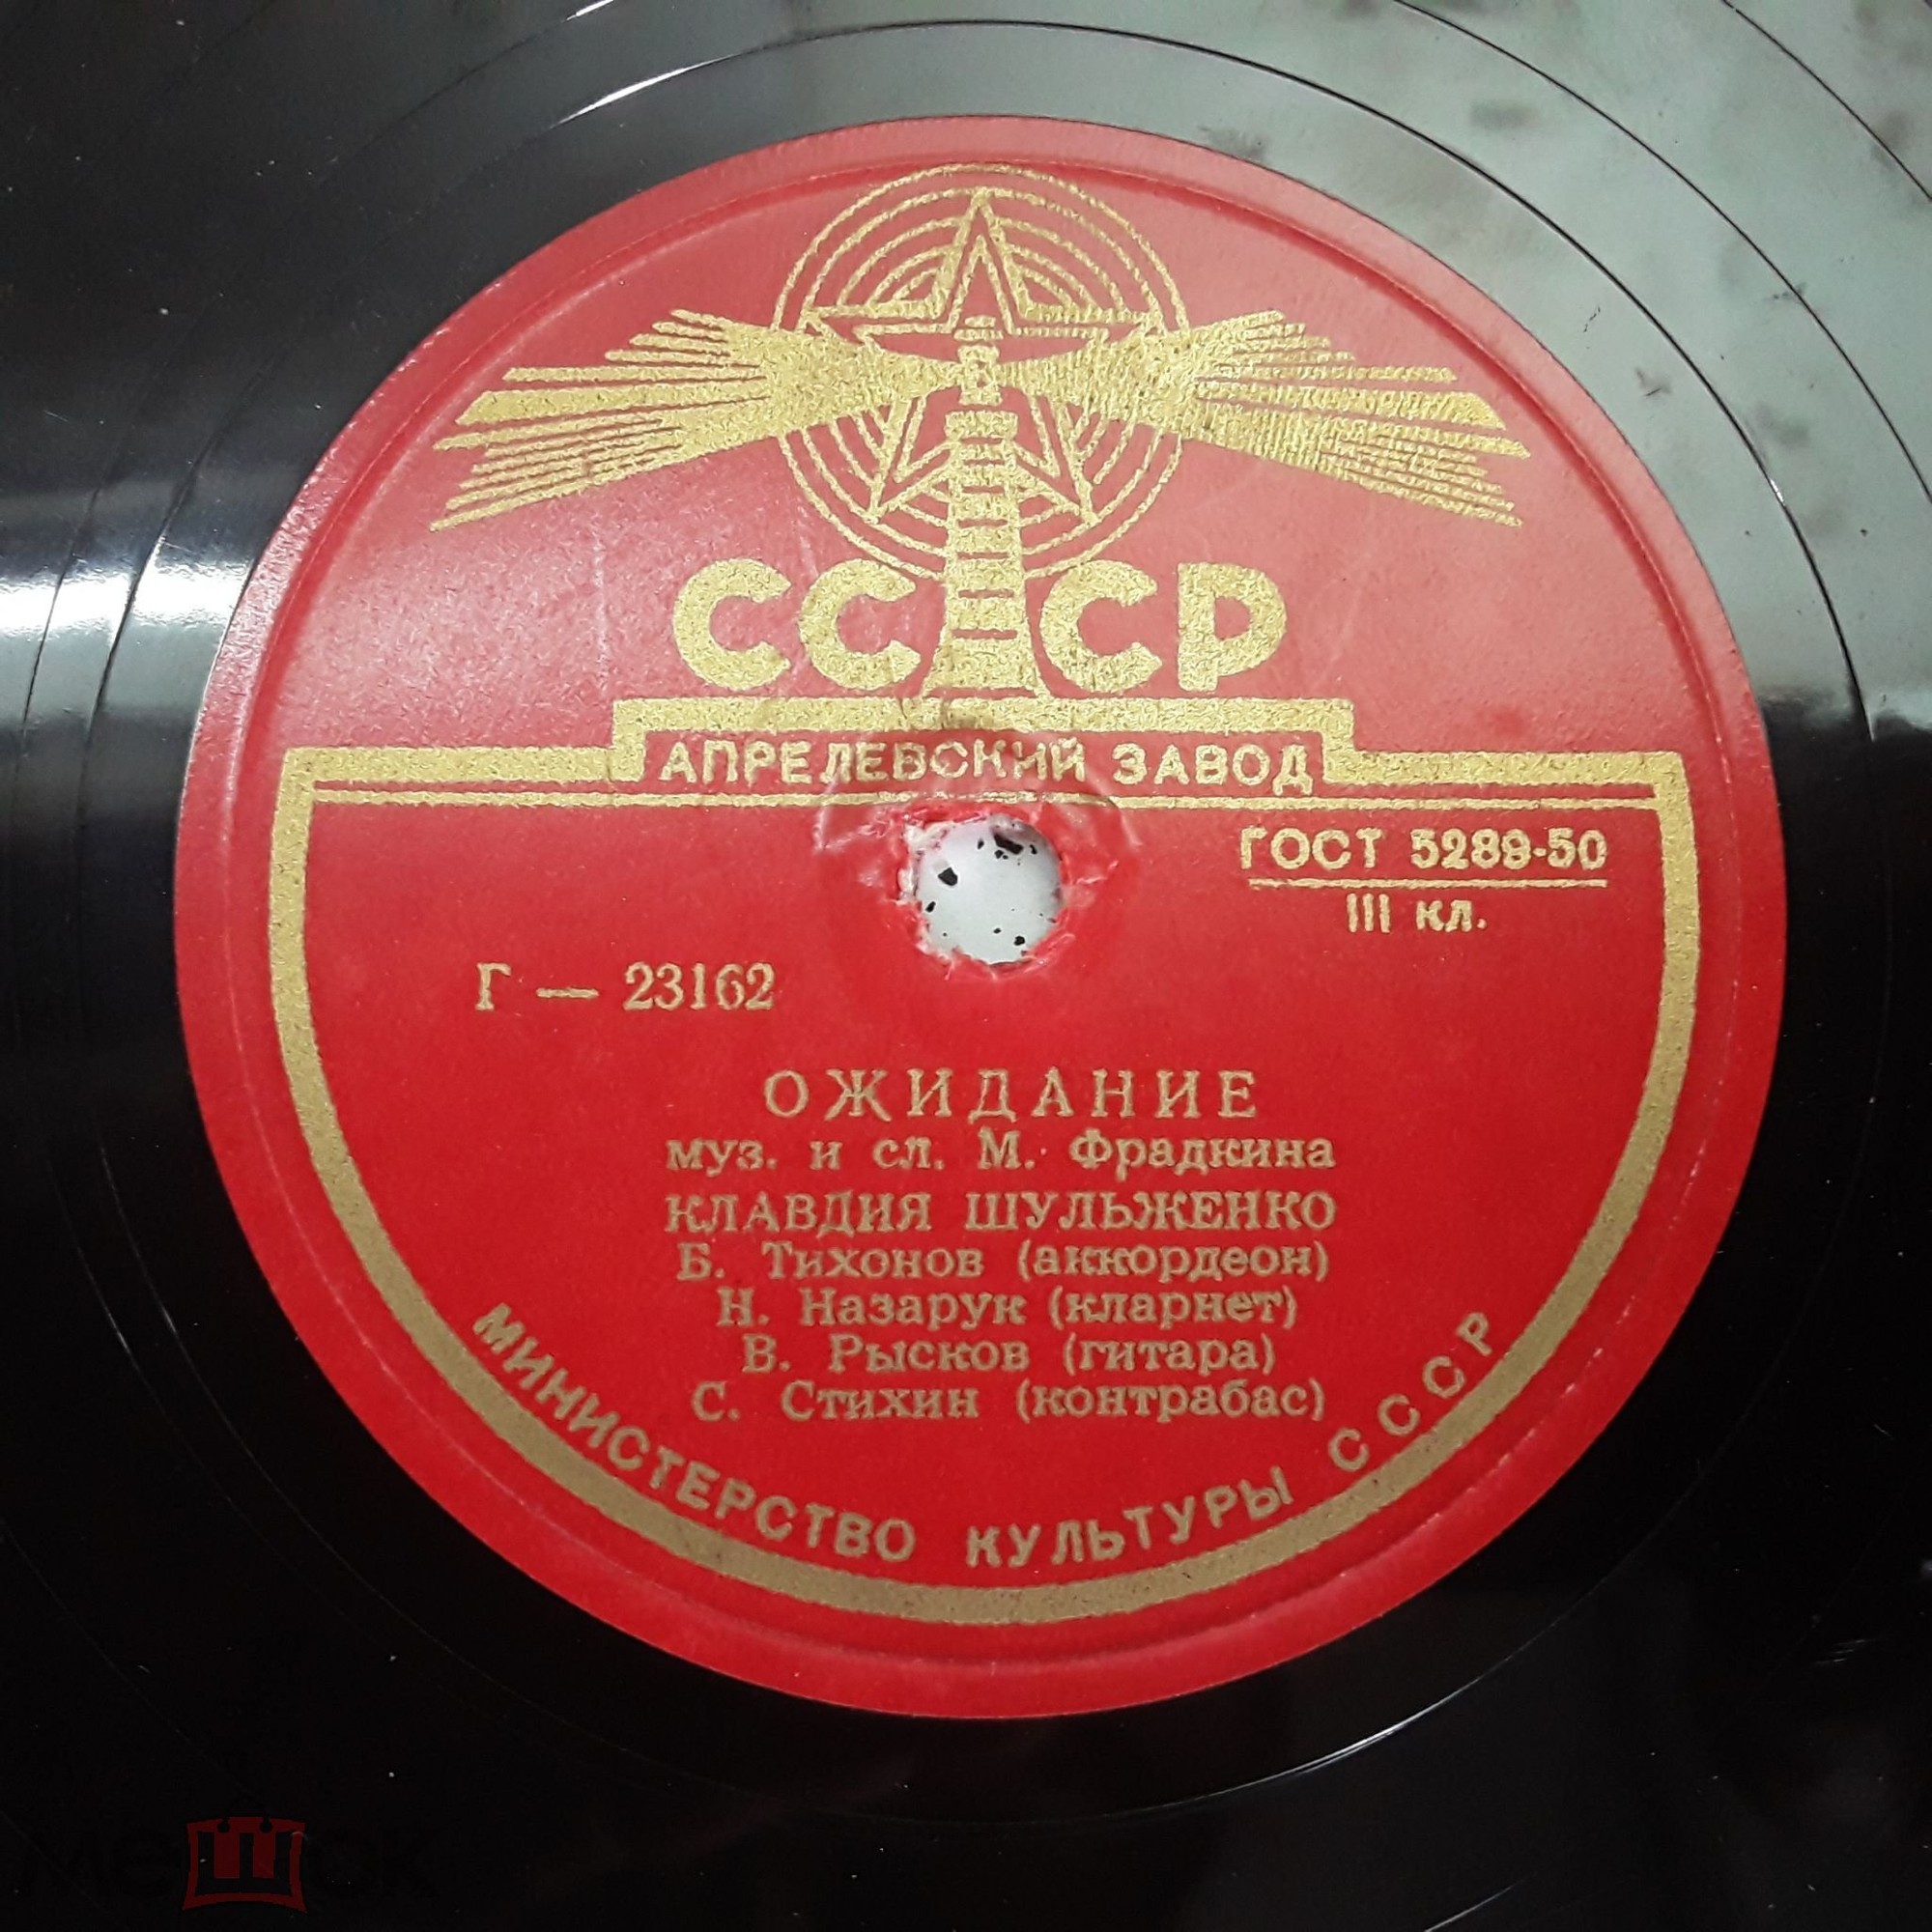 СССР
АПРЕЛЕВСКИЙ ЗАВОД
ГОСТ 5289-50
III кл.
Г — 23162
ОЖИДАНИЕ
муз. и сл. М. Фрадкина
КЛАВДИЯ ШУЛЬЖЕНКО
Б. Тихонов (аккордеон)
Н. Назарук (кларнет)
В. Рысков (гитара)
С. Стихин (контрабас)
МИНИСТЕРСТВО КУЛЬТУРЫ СССР
мешок